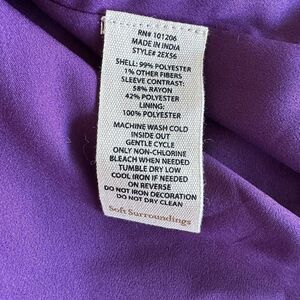 RN# 101206
MADE IN INDIA
STYLE# 2EX56
SHELL: 99% POLYESTER
1% OTHER FIBERS
SLEEVE CONTRAST:
58% RAYON
42% POLYESTER
LINING:
100% POLYESTER
MACHINE WASH COLD
INSIDE OUT
GENTLE CYCLE
ONLY NON-CHLORINE
BLEACH WHEN NEEDED
TUMBLE DRY LOW
COOL IRON IF NEEDED
ON REVERSE
DO NOT IRON DECORATION
DO NOT DRY CLEAN
Soft Surroundings